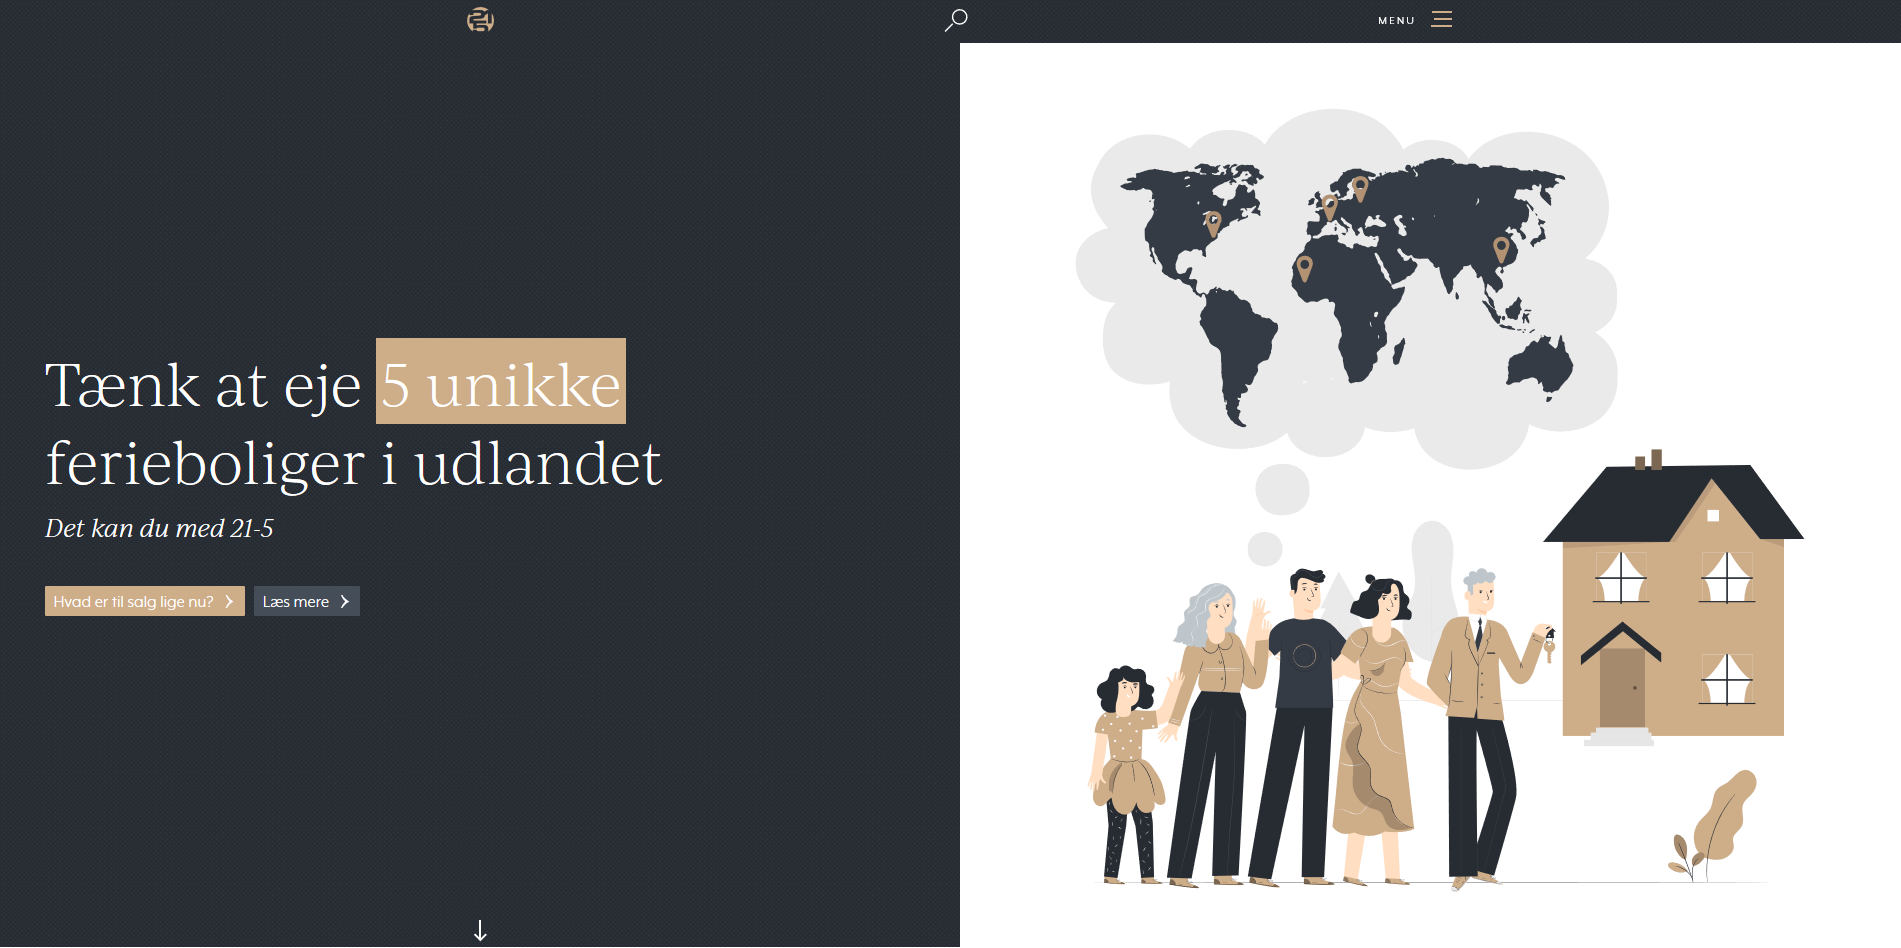 MENU
Tænk at eje 5 unikke
ferieboliger i udlandet
Det kan du med 21-5
Hvad er til salg lige nu?
Læs mere